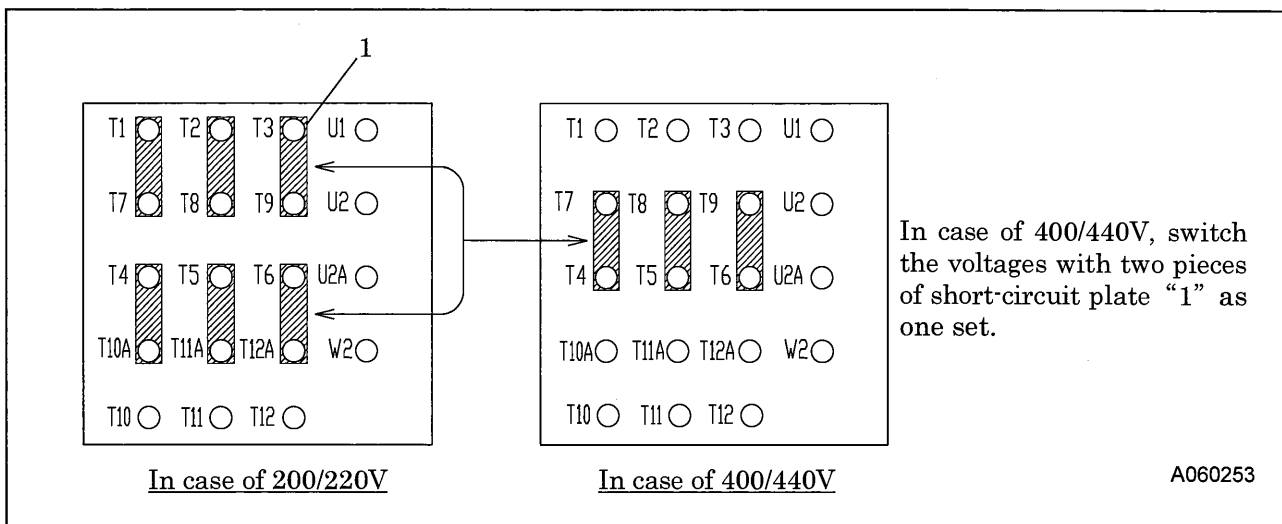 1
T1 T2 T3 U1
T7 T8 T9 U2
T4 T5 T6 U2A
T10A T11A T12A W2
T10 T11 T12
In case of 200/220V
T1 T2 T3 U1
T7 T8 T9 U2
T4 T5 T6 U2A
T10A T11A T12A W2
T10 T11 T12
In case of 400/440V
In case of 400/440V, switch
the voltages with two pieces
of short-circuit plate “1” as
one set.
A060253